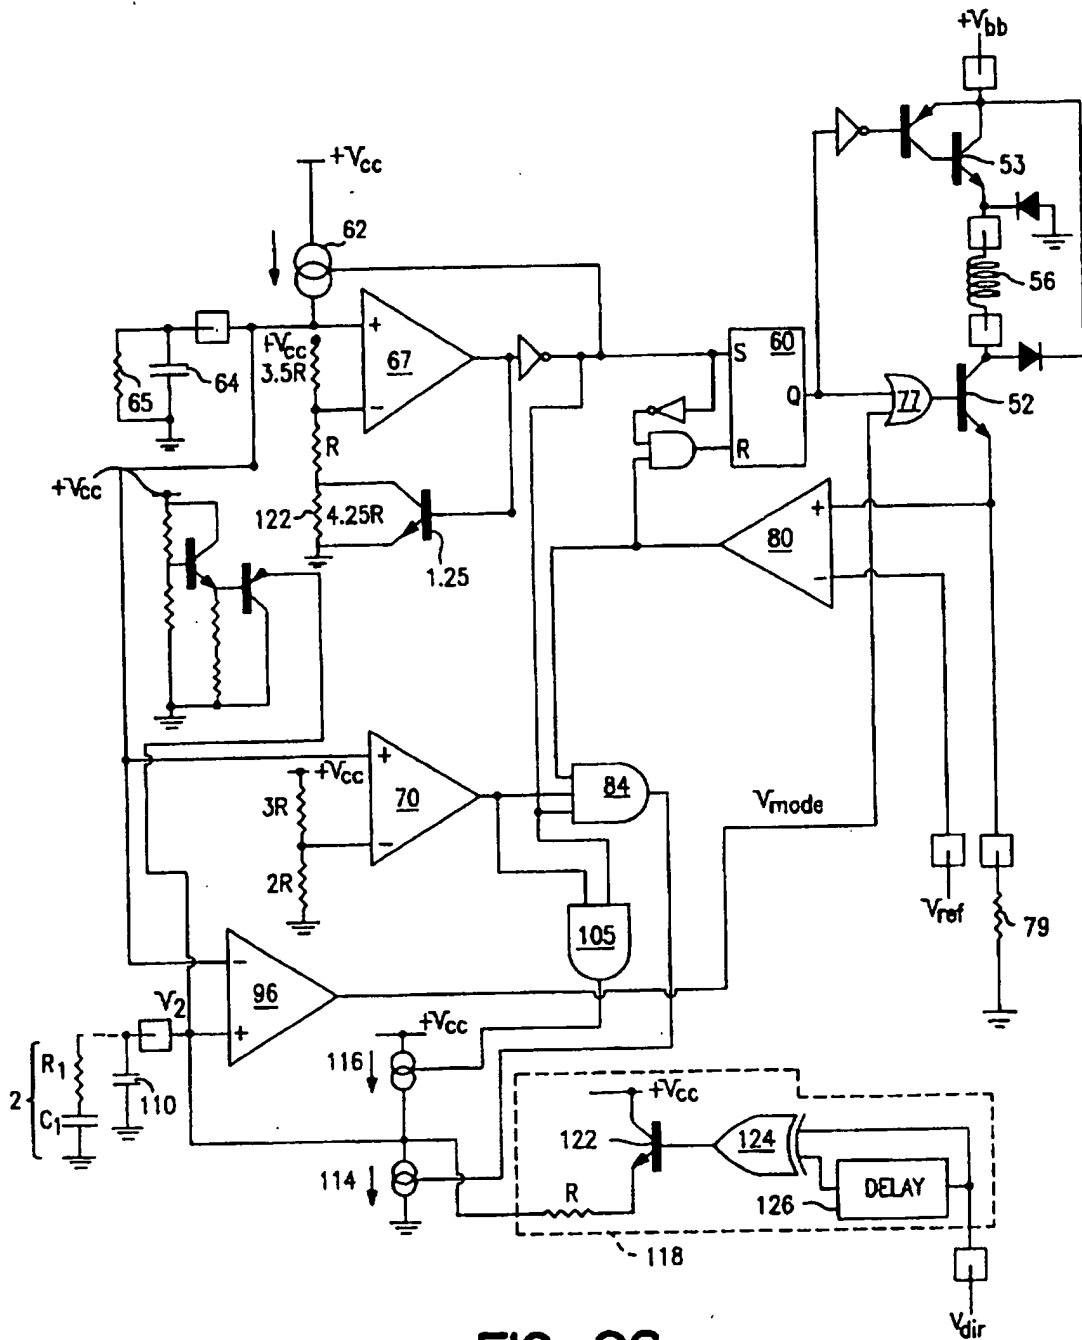 +Vbb
53
+Vcc
62
56
+Vcc
3.5R
+
67
-
65
64
S
60
Q
R
77
52
R
+Vcc
122
4.25R
1.25
+
80
-
+
+Vcc
70
-
3R
2R
84
Vmode
105
Vref
79
-
96
+
V2
+Vcc
116
2
R1
C1
110
114
+Vcc
122
124
R
126
DELAY
118
Vdir